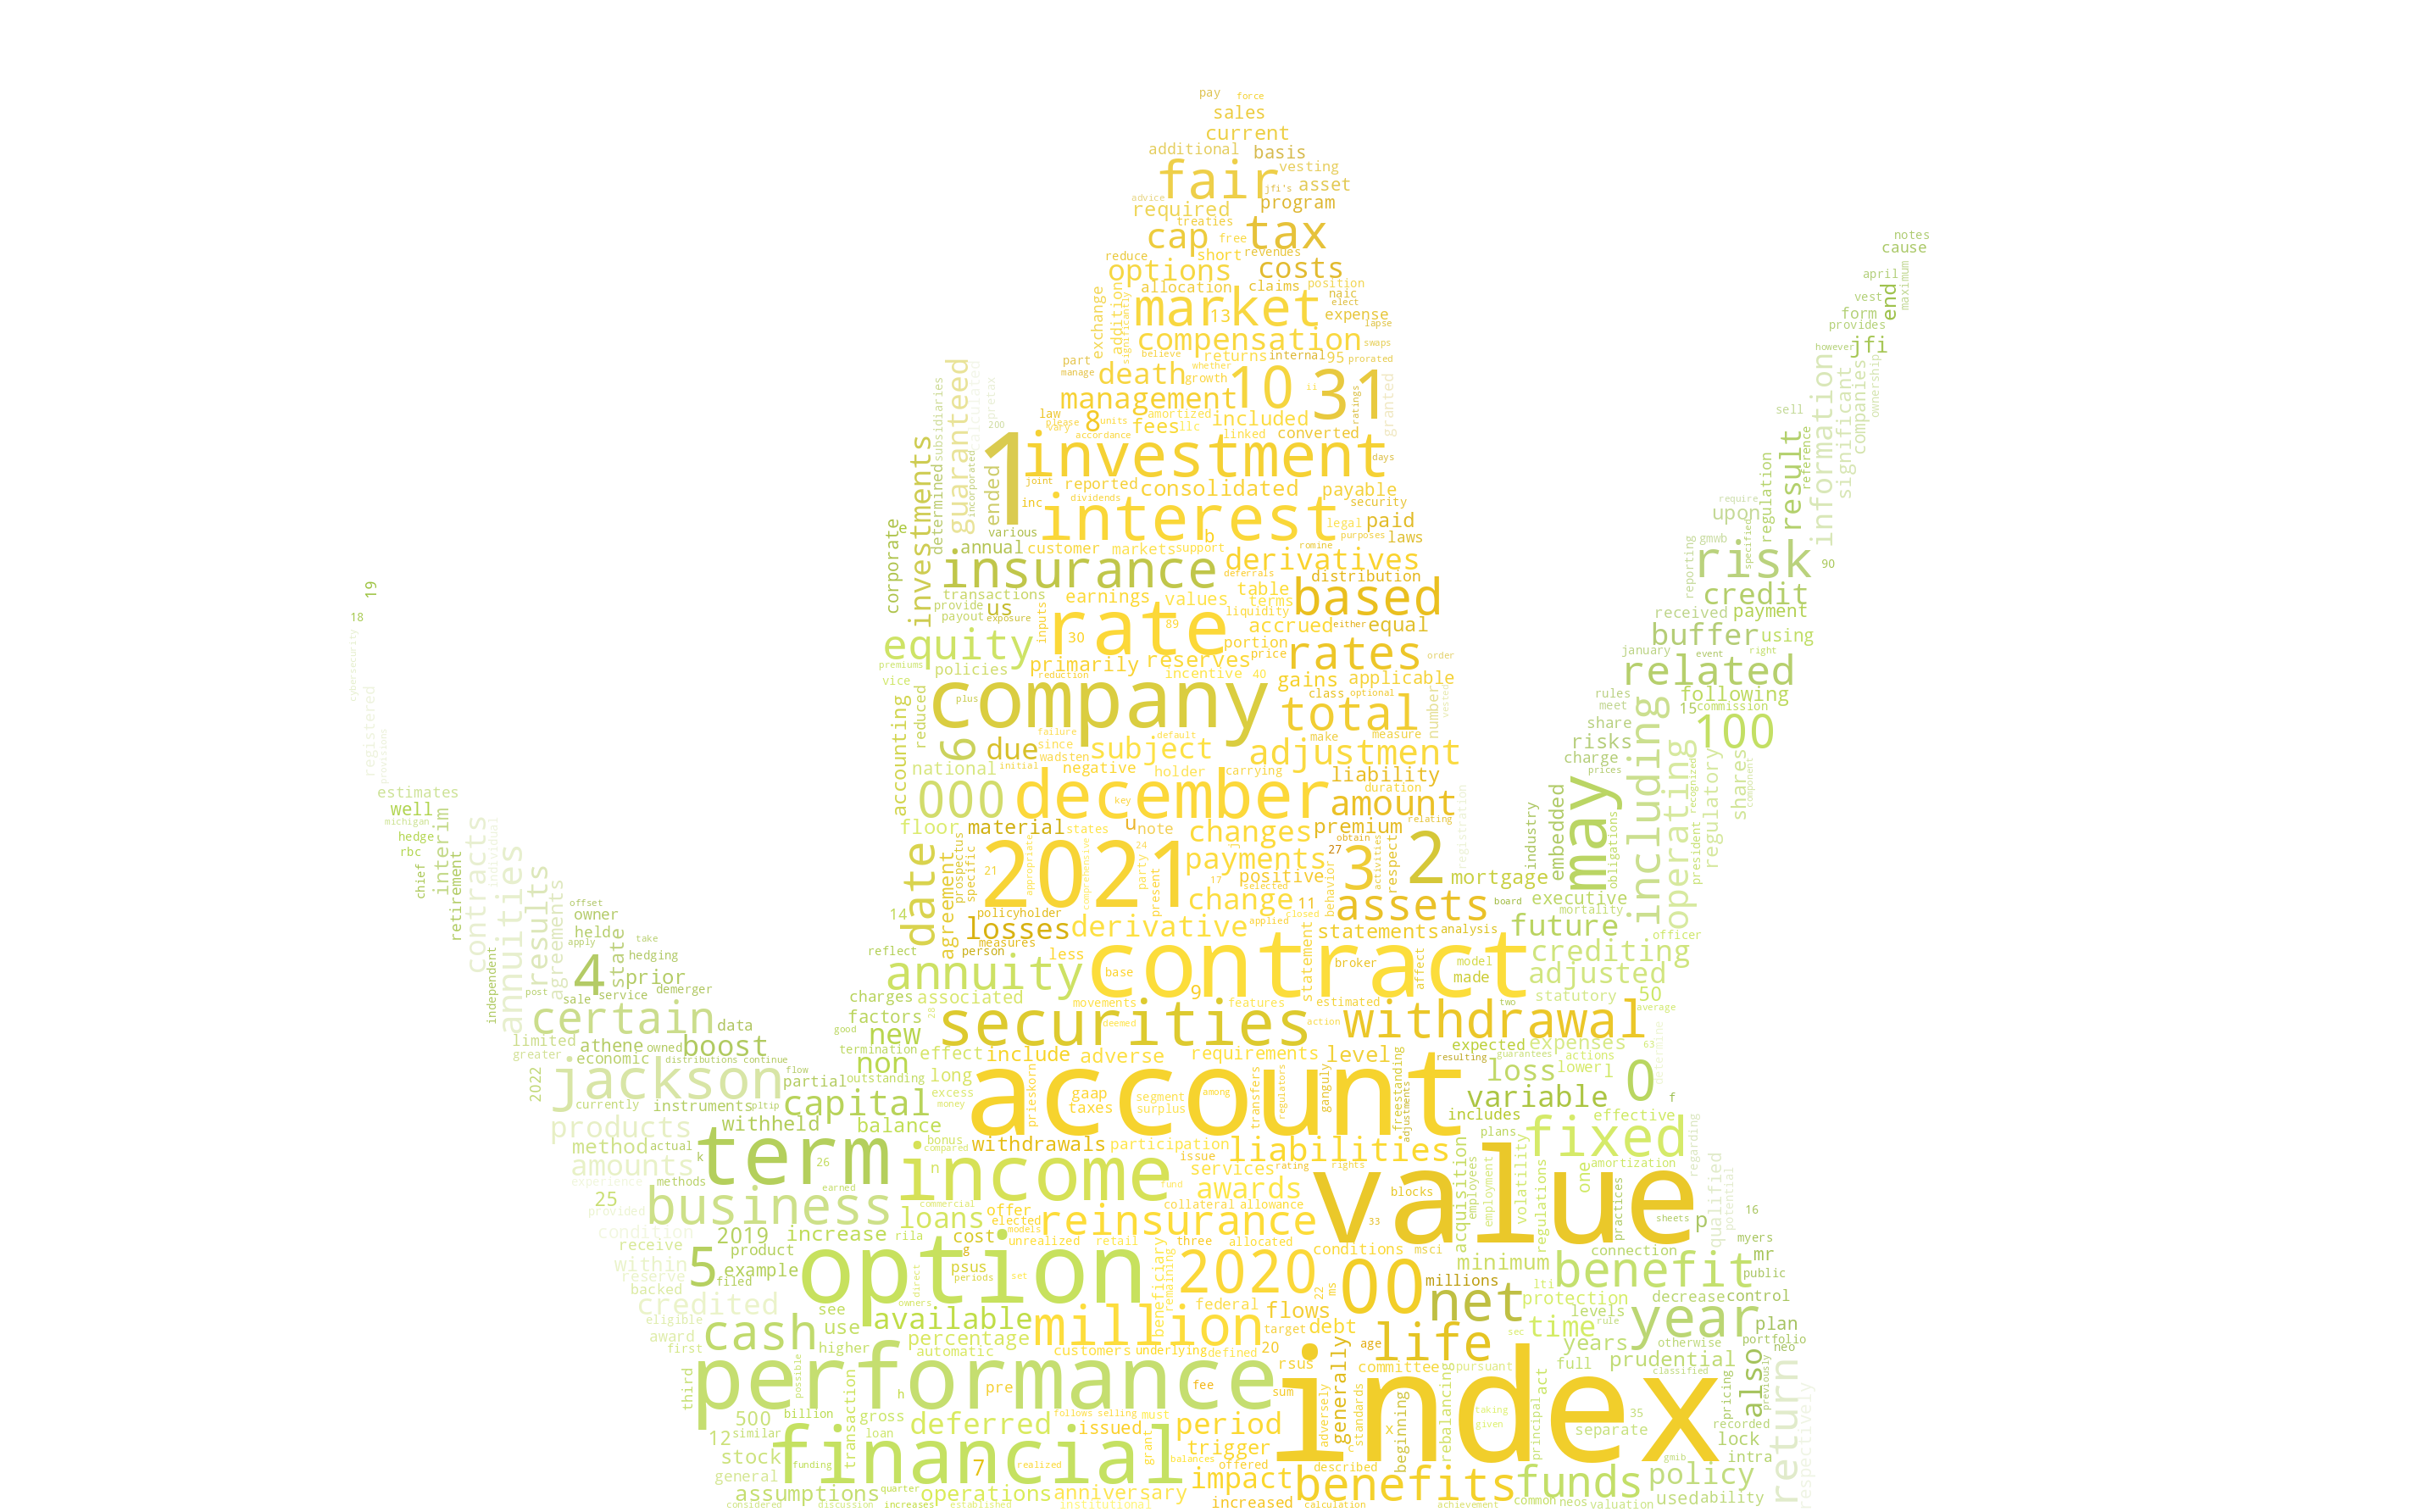 pay force
sales
current
additional basis
fair vesting
advice jfi's asset
required program
treaties
cap free tax
reduce short revenues
options costs
allocation claims position
exchange addition significantly market 13 naic elect expense
compensation lapse swaps
part believe returns internal 95 prorated
manage death growth whether 10 ii 31 ratings granted
management
law please vary 8 units amortized fees llc included
accordance linked converted
1 investment days
joint reported consolidated payable
inc dividends interest security
various b legal paid
purposes laws
notes
cause
april maximum
vest end
form
provides
however jfi
information significant companies ownership
sell
result reference
regulation
require
upon
specified
reporting gmwb
risk 90
credit
received payment
buffer using
january event right
related
rules following
meet 15 commission
share 100
risks
charge
prices
including operating regulatory shares recognized component
president
may obligations
embedded
industry
subsidiaries guaranteed calculated pretax
200
investments determined incorporated ended
corporate e
annual customer markets support romine derivatives
insurance deferrals distribution
transactions earnings values table based
provide us terms
payout exposure inputs rate liquidity
30 89 accrued either equal
equity portion
premiums policies primarily reserves price rates order
vice reduction incentive 40 gains applicable
reduced company class optional
plus total number vested
accounting failure default make measure
6 due since subject adjustment
wadsten
national initial negative holder carrying liability
000 december duration amount registration
key
floor material states u note changes premium relating
prospectus 24 j obtain 27
date agreement specific 21 2021 comprehensive appropriate party present payments positive 3 activities respect 2 mortgage
17 selected behavior
14 policyholder change 11 assets board executive
closed mortality
losses derivative applied statements analysis future officer
reflect measures
person less contract broker model crediting
annuity base statement affect made adjusted
charges associated movements 9 features estimated two statutory 50
factors 28 securities deemed action withdrawal average
good new
termination effect include adverse requirements level resulting expected expenses 63 determine
non guarantees actions
long account transfers regulators freestanding adjustments loss lower 1 0
excess prieskorn gaap segment among ganguly variable
money taxes surplus includes effective f
19
18
cybersecurity
registered
provisions
estimates
well
michigan
hedge interim
rbc
chief retirement
contracts individual
annuities results agreements
independent
offset
owner take
apply
helde state hedging
4 prior
post sale service demerger
certain data
limited athene owned boost
greater economic distributions continue
2022 jackson flow partial outstanding
currently instruments pltip capital
products withheld balance
method actual bonus withdrawals participation liabilities plans fixed
amounts k term compared issue
experience methods 26 n income services rating rights acquisition employees employment volatility regulations one amortization regarding
25 earned fund awards value blocks practices qualified potential
provided business commercial collateral allowance
condition loans offer elected reinsurance 33 sheets p 16
2019 increase rila cost models myers
receive product g unrealized retail three allocated conditions msci connection mr
within 5 example option psus beneficiary remaining 2020 00 millions minimum benefit public
reserve filed direct periods set 22 ms lti
backed owners protection decrease control
credited see available million federal flows net levels year plan
eligible use target debt sec time rule
award cash percentage 20 age life years otherwise portfolio
first higher automatic customers underlying defined generally neo
third possible performance pre fee rsus committee pursuant full prudential also classified previously return
h sum rebalancing act
500 billion gross deferred follows selling must period adversely standards x beginning index taking 35 recorded pricing respectively
12 similar loan issued given principal separate lock
stock transaction financial grant trigger c intra
general funding 7 realized balances offered described gmib
assumptions quarter operations anniversary impact benefits funds policy
considered discussion increases established institutional increased calculation achievement common neos valuation used ability